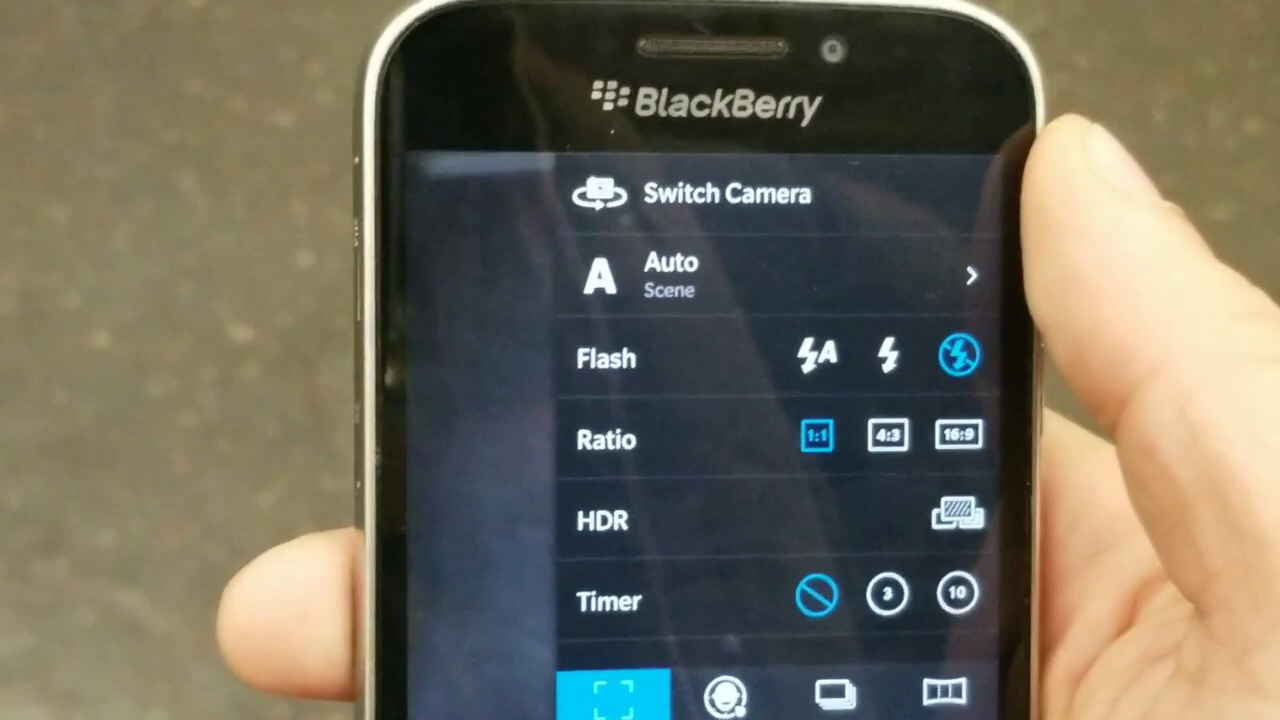 BlackBerry
Switch Camera
A Auto
Scene
Flash A
Ratio 1:1 4:3 16:9
HDR
Timer 3 10